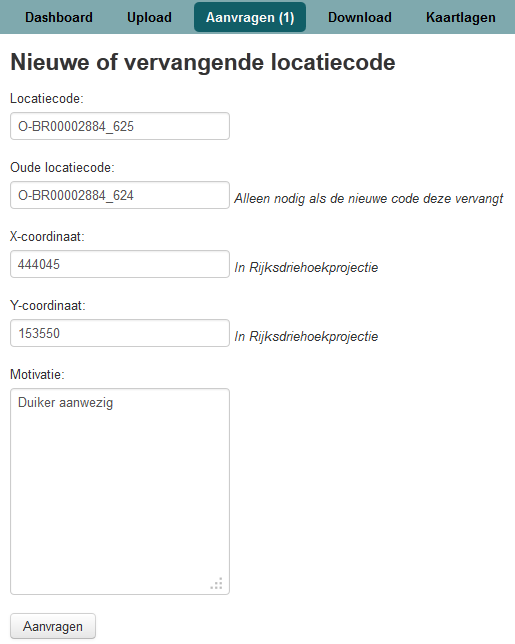 Dashboard Upload Aanvragen (1) Download Kaartlagen
Nieuwe of vervangende locatiecode
Locatiecode:
O-BR00002884_625
Oude locatiecode:
O-BR00002884_624 Alleen nodig als de nieuwe code deze vervangt
X-coordinaat:
444045 In Rijksdriehoekprojectie
Y-coordinaat:
153550 In Rijksdriehoekprojectie
Motivatie:
Duiker aanwezig
Aanvragen